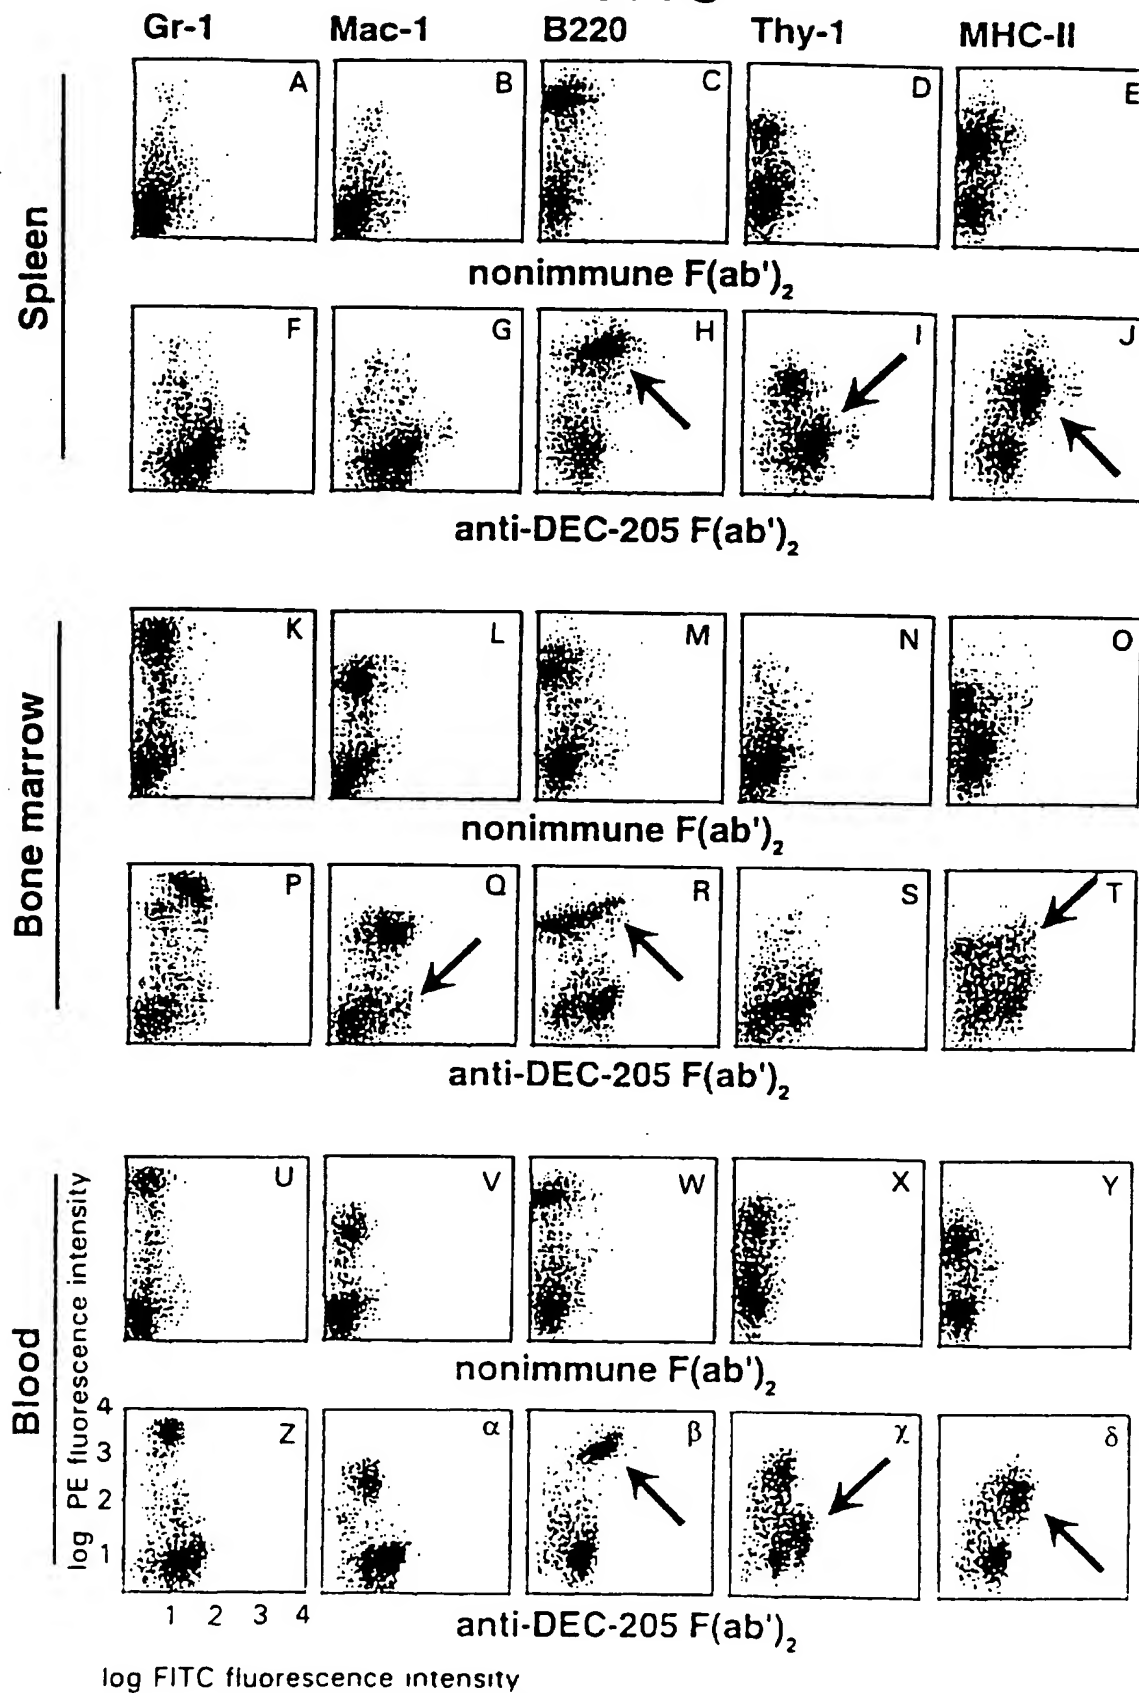 Gr-1 Mac-1 B220 Thy-1 MHC-II
Spleen
A B C D E
nonimmune F(ab')₂
F G H I J
anti-DEC-205 F(ab')₂
Bone marrow
K L M N O
nonimmune F(ab')₂
P Q R S T
anti-DEC-205 F(ab')₂
Blood
U V W X Y
nonimmune F(ab')₂
log PE fluorescence intensity
4
3
2
1
Z α β χ δ
1 2 3 4
anti-DEC-205 F(ab')₂
log FITC fluorescence intensity